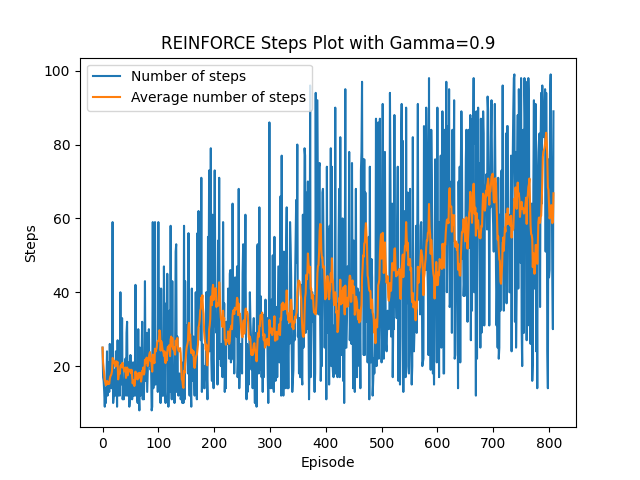 REINFORCE Steps Plot with Gamma=0.9
Number of steps
Average number of steps
100
80
60
40
20
Steps
0 100 200 300 400 500 600 700 800
Episode